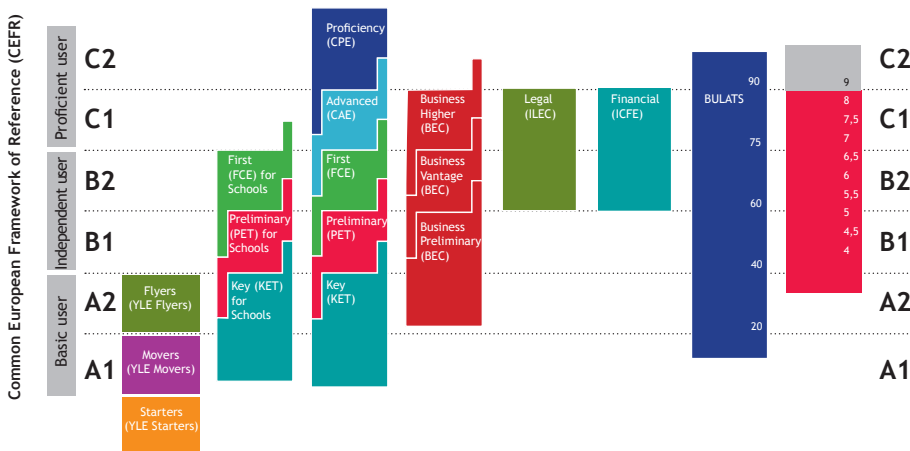 Common European Framework of Reference (CEFR)
Proficient user
Independent user
Basic user
C2
C1
B2
B1
A2
A1
Flyers
(YLE Flyers)
Movers
(YLE Movers)
Starters
(YLE Starters)
First
(FCE) for
Schools
Preliminary
(PET) for
Schools
Key (KET)
for
Schools
Proficiency
(CPE)
Advanced
(CAE)
First
(FCE)
Preliminary
(PET)
Key
(KET)
Business
Higher
(BEC)
Business
Vantage
(BEC)
Business
Preliminary
(BEC)
Legal
(ILEC)
Financial
(ICFE)
BULATS
90
75
60
40
20
9
8
7,5
7
6,5
6
5,5
5
4,5
4
C2
C1
B2
B1
A2
A1